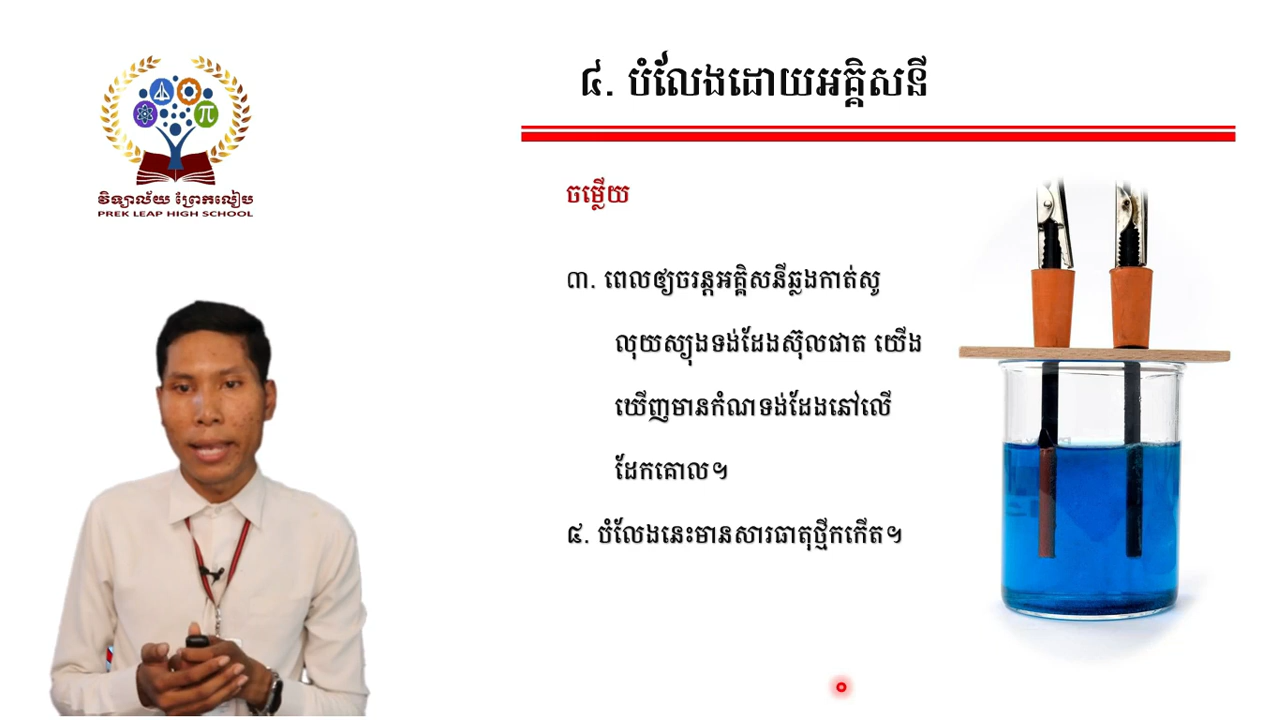 វិទ្យាល័យ ព្រែកលៀប
PREK LEAP HIGH SCHOOL
៤. បំលែងដោយអគ្គិសនី
ចម្លើយ
៣. ពេលឲ្យចរន្តអគ្គិសនីឆ្លងកាត់សូ
លុយស្យុងទង់ដែងស៊ុលផាត យើង
ឃើញមានកំណទង់ដែងនៅលើ
ដែកគោល។
៤. បំលែងនេះមានសារធាតុថ្មីកកើត។